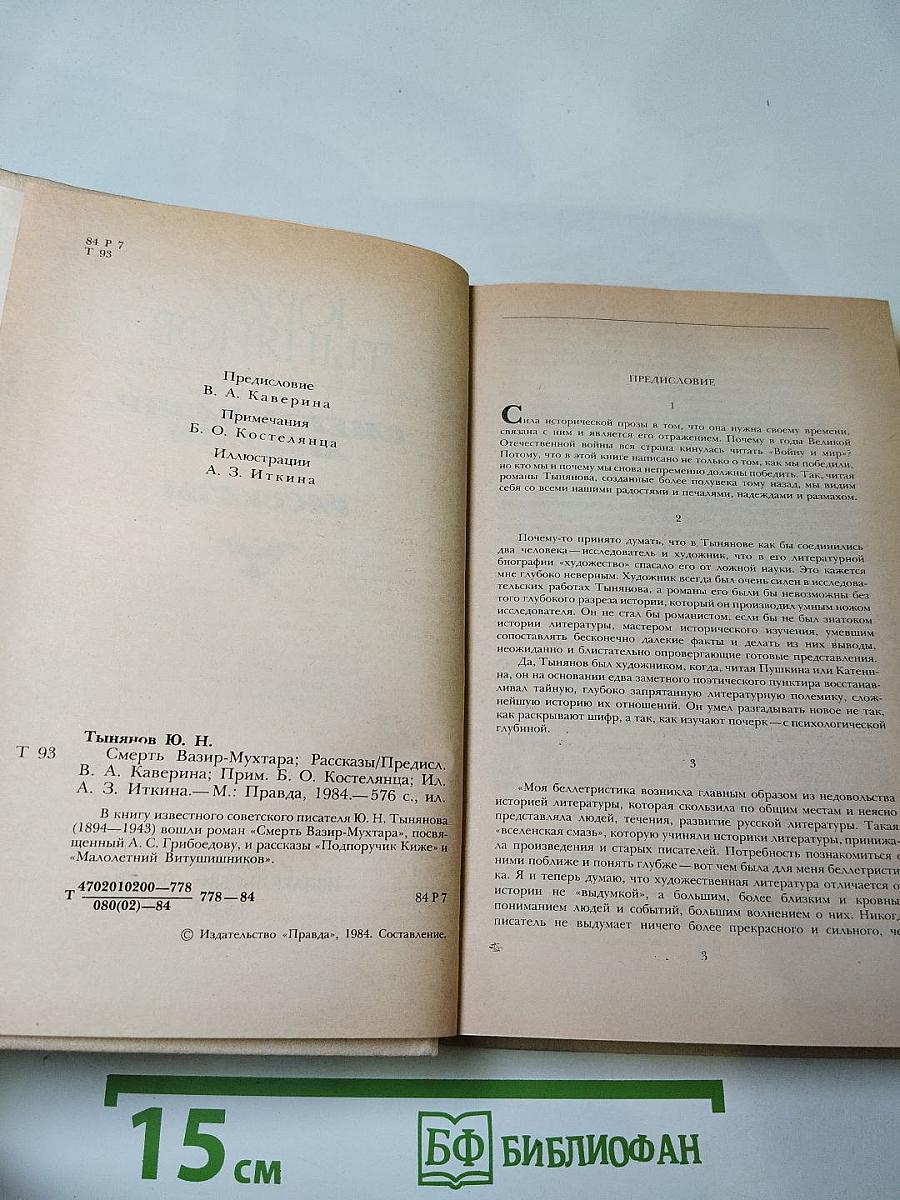 84 Р 7
Т 93
Предисловие
В. А. Каверина
Примечания
Б. О. Костелянца
Иллюстрации
А. З. Иткина
Тынянов Ю. Н.
Т 93
Смерть Вазир-Мухтара; Рассказы/Предисл.
В. А. Каверина; Прим. Б. О. Костелянца; Ил.
А. З. Иткина.— М.: Правда, 1984.— 576 с., ил.
В книгу известного советского писателя Ю. Н. Тынянова
(1894—1943) вошли роман «Смерть Вазир-Мухтара», посвя-
щенный А. С. Грибоедову, и рассказы «Подпоручик Киже» и
«Малолетний Витушишников».
Т 4702010200—778 / 080(02)—84 778—84 84 Р 7
© Издательство «Правда», 1984. Составление.
ПРЕДИСЛОВИЕ
1
Сила исторической прозы в том, что она нужна своему времени,
связана с ним и является его отражением. Почему в годы Великой
Отечественной войны вся страна кинулась читать «Войну и мир»?
Потому, что в этой книге написано не только о том, как мы победили,
но кто мы и почему мы снова непременно должны победить. Так, читая
романы Тынянова, созданные более полувека тому назад, мы видим
себя со всеми нашими радостями и печалями, надеждами и размахом.
2
Почему-то принято думать, что в Тынянове как бы соединились
два человека—исследователь и художник, что в его литературной
биографии «художество» спасало его от ложной науки. Это кажется
мне глубоко неверным. Художник всегда был очень силен в исследова-
тельских работах Тынянова, а романы его были бы невозможны без
того глубокого разреза истории, который он производил умным ножом
исследователя. Он не стал бы романистом, если бы не был знатоком
истории литературы, мастером исторического изучения, умевшим
сопоставлять бесконечно далекие факты и делать из них выводы,
неожиданно и блистательно опровергающие готовые представления.
Да, Тынянов был художником, когда, читая Пушкина или Катени-
на, он на основании едва заметного поэтического пунктира восстанав-
ливал тайную, глубоко запрятанную литературную полемику, слож-
нейшую историю их отношений. Он умел разгадывать новое не так,
как раскрывают шифр, а так, как изучают почерк—с психологической
глубиной.
3
«Моя беллетристика возникла главным образом из недовольства
историей литературы, которая скользила по общим местам и неясно
представляла людей, течения, развитие русской литературы. Такая
«вселенская смазь», которую учиняли историки литературы, принижа-
ла произведения и старых писателей. Потребность познакомиться с
ними поближе и понять глубже—вот чем была для меня беллетристи-
ка. Я и теперь думаю, что художественная литература отличается о
истории не «выдумкой», а большим, более близким и кровны
пониманием людей и событий, большим волнением о них. Никог
писатель не выдумает ничего более прекрасного и сильного, че
3
15 см
БФ БИБЛИОФАН